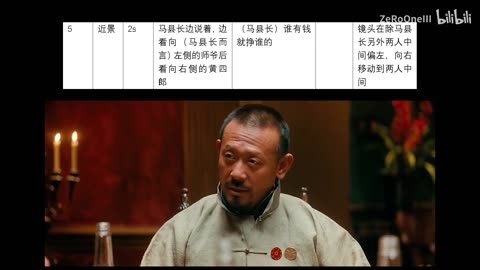 ZeRoOneIII bilibili
5 近景 2s 马县长边说着，边 （马县长）谁有钱 镜头在除马县
看向（马县长而 就挣谁的 长另外两人中
言）左侧的师爷后 间偏左，向右
看向右侧的黄四 移动到两人中
郎 间